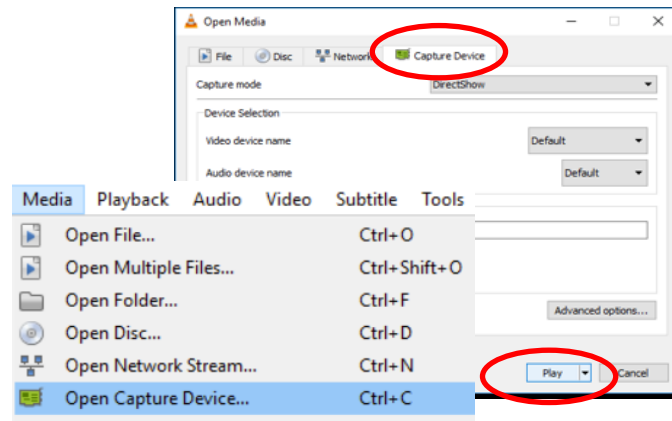 Open Media
File Disc Network Capture Device
Capture mode DirectShow
Device Selection
Video device name Default
Audio device name Default
Advanced options...
Play Cancel
Media Playback Audio Video Subtitle Tools
Open File... Ctrl+O
Open Multiple Files... Ctrl+Shift+O
Open Folder... Ctrl+F
Open Disc... Ctrl+D
Open Network Stream... Ctrl+N
Open Capture Device... Ctrl+C